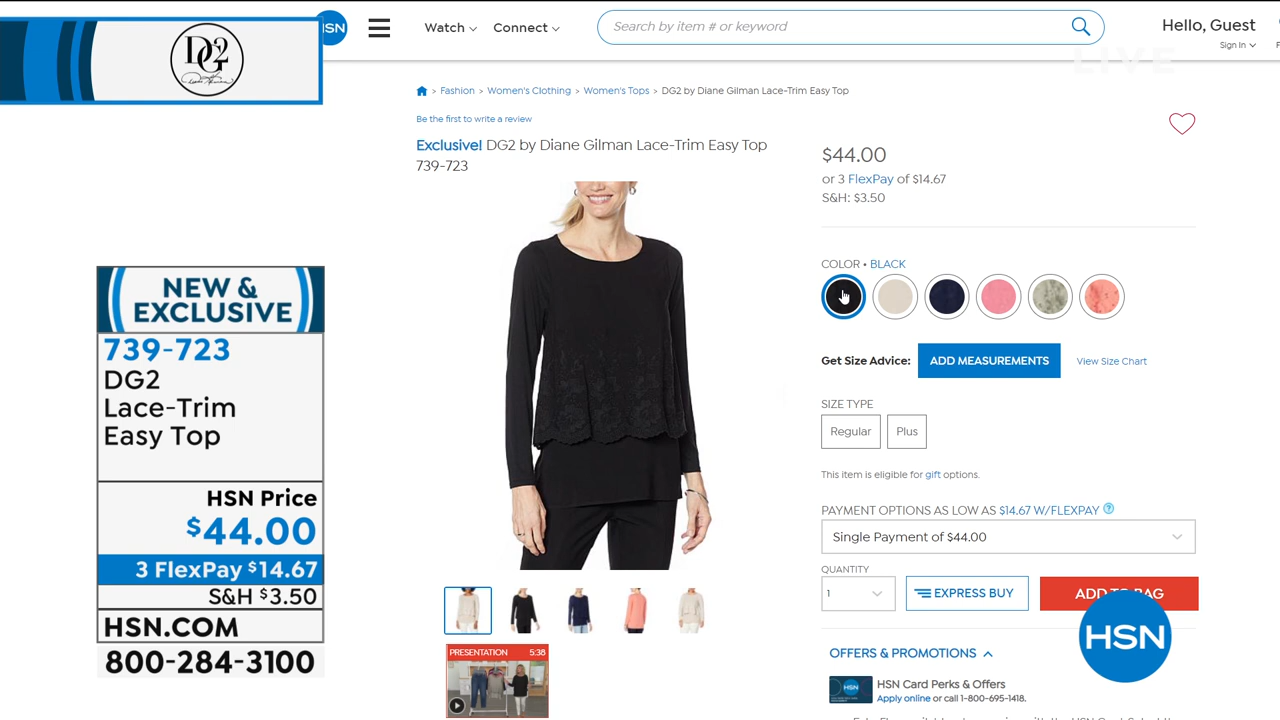 DG2
HSN
Watch
Connect
Search by item # or keyword
Hello, Guest
Sign In
LIVE
Fashion > Women's Clothing > Women's Tops > DG2 by Diane Gilman Lace-Trim Easy Top
Be the first to write a review
Exclusive! DG2 by Diane Gilman Lace-Trim Easy Top
739-723
$44.00
or 3 FlexPay of $14.67
S&H: $3.50
COLOR • BLACK
Get Size Advice:
ADD MEASUREMENTS
View Size Chart
SIZE TYPE
Regular
Plus
This item is eligible for gift options.
PAYMENT OPTIONS AS LOW AS $14.67 W/FLEXPAY ?
Single Payment of $44.00
QUANTITY
1
EXPRESS BUY
ADD TO BAG
HSN
OFFERS & PROMOTIONS
HSN
HSN Card Perks & Offers
Apply online or call 1-800-695-1418.
PRESENTATION 5:38
NEW &
EXCLUSIVE
739-723
DG2
Lace-Trim
Easy Top
HSN Price
$44.00
3 FlexPay $14.67
S&H $3.50
HSN.COM
800-284-3100